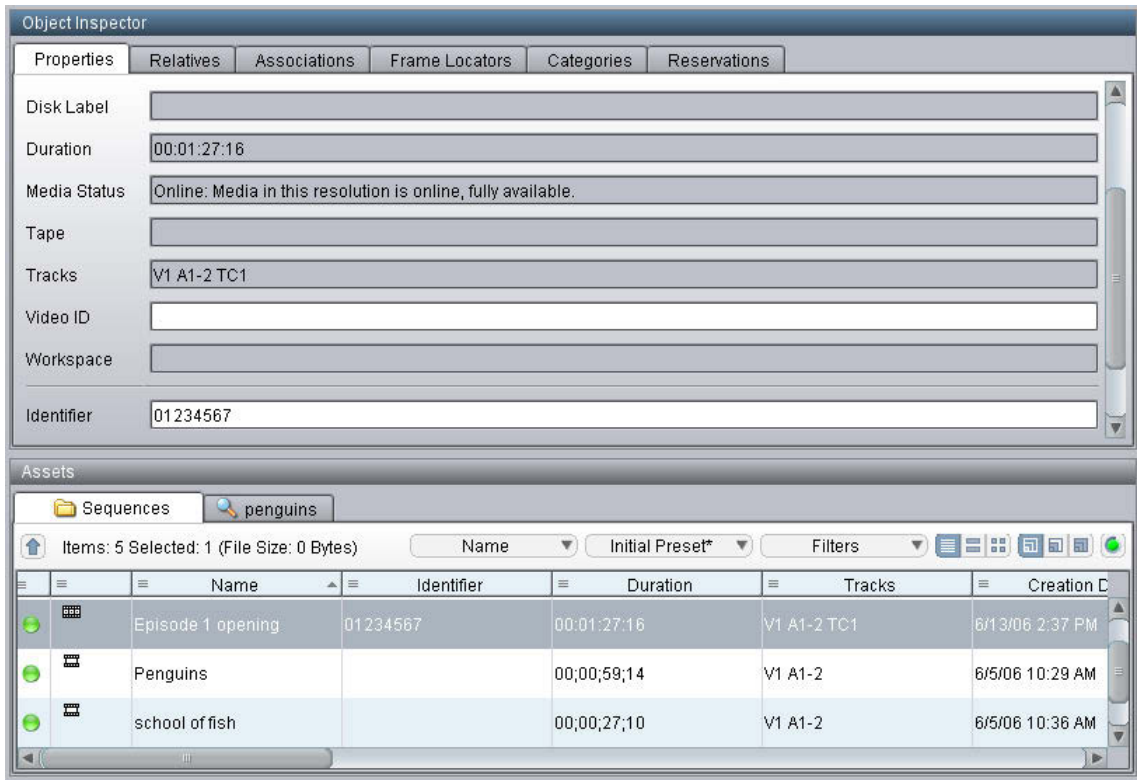 Object Inspector
Properties Relatives Associations Frame Locators Categories Reservations
Disk Label
Duration 00:01:27:16
Media Status Online: Media in this resolution is online, fully available.
Tape
Tracks V1 A1-2 TC1
Video ID
Workspace
Identifier 01234567
Assets
Sequences penguins
Items: 5 Selected: 1 (File Size: 0 Bytes) Name Initial Preset* Filters
Name Identifier Duration Tracks Creation D
Episode 1 opening 01234567 00:01:27:16 V1 A1-2 TC1 6/13/06 2:37 PM
Penguins 00;00;59;14 V1 A1-2 6/5/06 10:29 AM
school of fish 00;00;27;10 V1 A1-2 6/5/06 10:36 AM